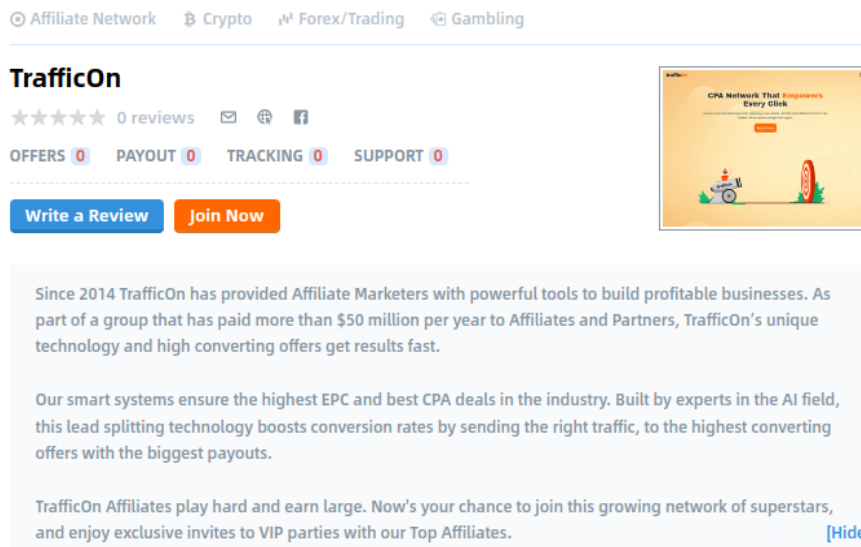 Affiliate Network Crypto Forex/Trading Gambling
TrafficOn
0 reviews
OFFERS 0 PAYOUT 0 TRACKING 0 SUPPORT 0
Write a Review Join Now
CPA Network That Empowers
Every Click
Since 2014 TrafficOn has provided Affiliate Marketers with powerful tools to build profitable businesses. As
part of a group that has paid more than $50 million per year to Affiliates and Partners, TrafficOn's unique
technology and high converting offers get results fast.
Our smart systems ensure the highest EPC and best CPA deals in the industry. Built by experts in the AI field,
this lead splitting technology boosts conversion rates by sending the right traffic, to the highest converting
offers with the biggest payouts.
TrafficOn Affiliates play hard and earn large. Now's your chance to join this growing network of superstars,
and enjoy exclusive invites to VIP parties with our Top Affiliates.
[Hide